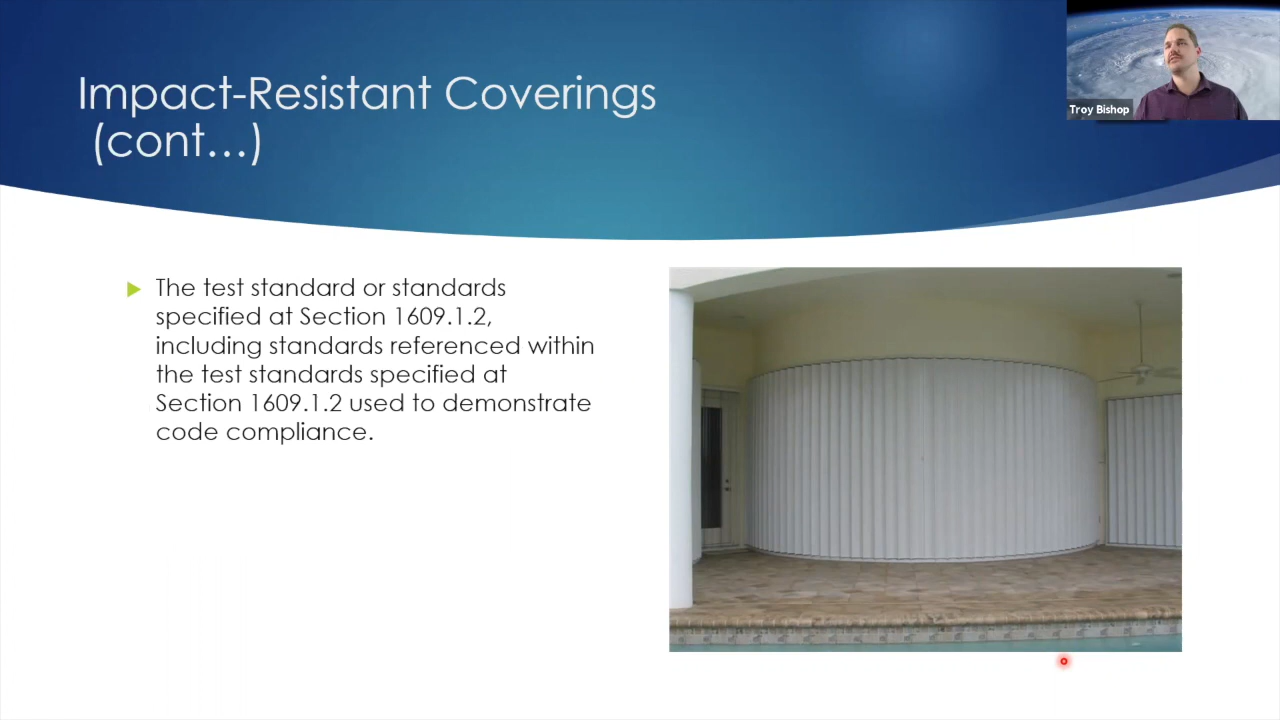 Impact-Resistant Coverings
(cont...)
Troy Bishop
The test standard or standards
specified at Section 1609.1.2,
including standards referenced within
the test standards specified at
Section 1609.1.2 used to demonstrate
code compliance.